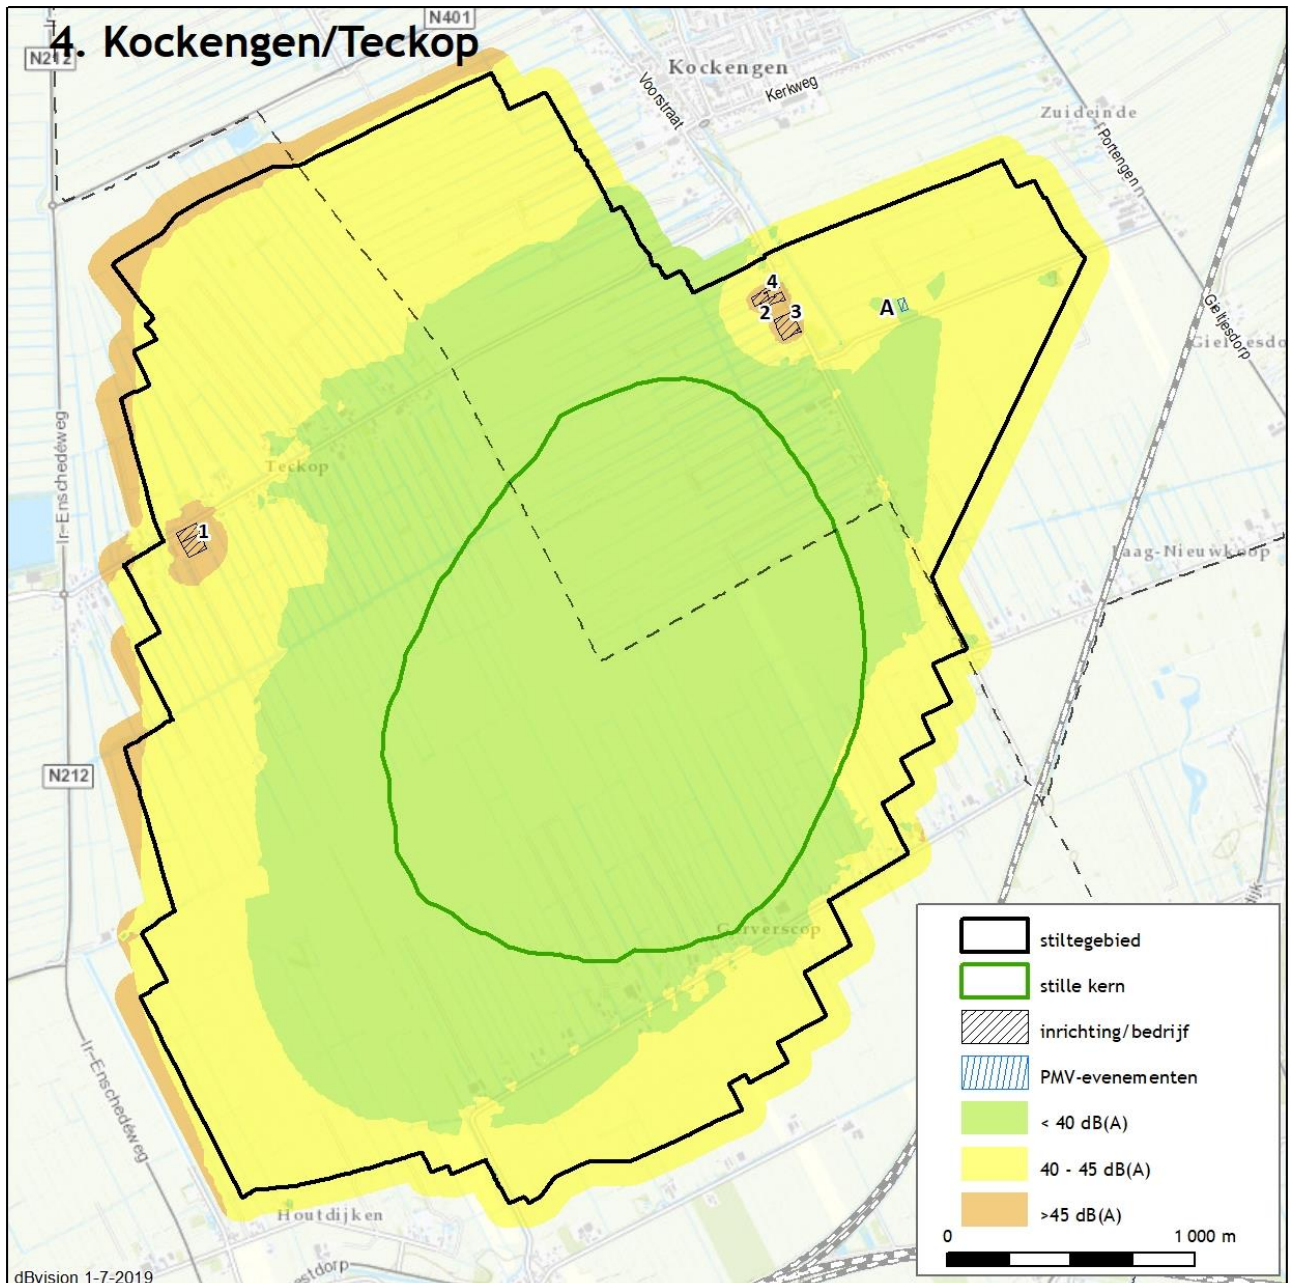 N401
4. Kockengen/Teckop
N212
Kockengen
Voorstraat
Kerkweg
Zuideinde
Portengen
Gieltjesdorp
4
2
3
A
Teckop
1
Ir-Enschedéweg
Laag-Nieuwkoop
N212
Gerverscop
Ir-Enschedéweg
Houtdijken
stiltegebied
stille kern
inrichting/bedrijf
PMV-evenementen
< 40 dB(A)
40 - 45 dB(A)
>45 dB(A)
0
1 000 m
dBvision 1-7-2019